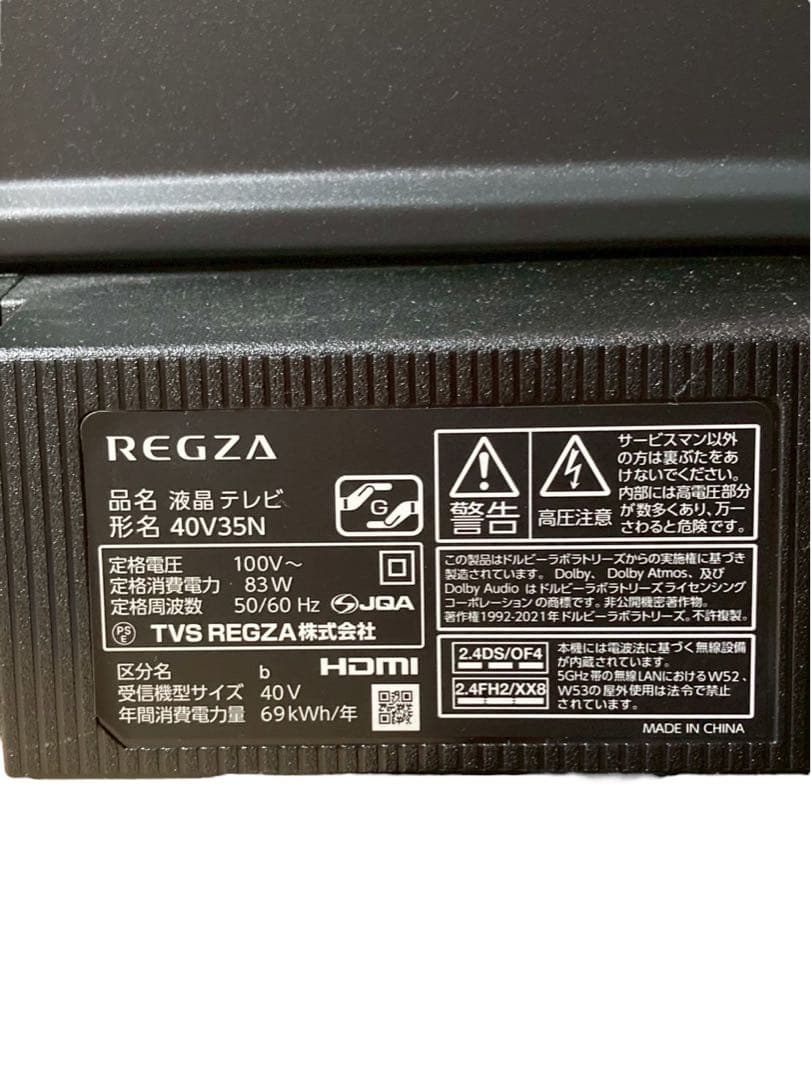 REGZA
品名 液晶テレビ
形名 40V35N
G
定格電圧 100V～
定格消費電力 83W
定格周波数 50/60 Hz JQA
PS E TVS REGZA株式会社
区分名 b HDMI
受信機型サイズ 40V
年間消費電力量 69kWh/年
警告
高圧注意
サービスマン以外
の方は裏ぶたをあ
けないでください。
内部には高電圧部分
が数多くあり、万一
さわると危険です。
この製品はドルビーラボラトリーズからの実施権に基づき
製造されています。Dolby、Dolby Atmos、及び
Dolby Audio はドルビーラボラトリーズライセンシング
コーポレーションの商標です。非公開機密著作物。
著作権1992-2021年ドルビーラボラトリーズ。不許複製。
2.4DS/OF4
2.4FH2/XX8
本機には電波法に基づく無線設備
が内蔵されています。
5GHz帯の無線LANにおけるW52、
W53の屋外使用は法令で禁止
されています。
MADE IN CHINA